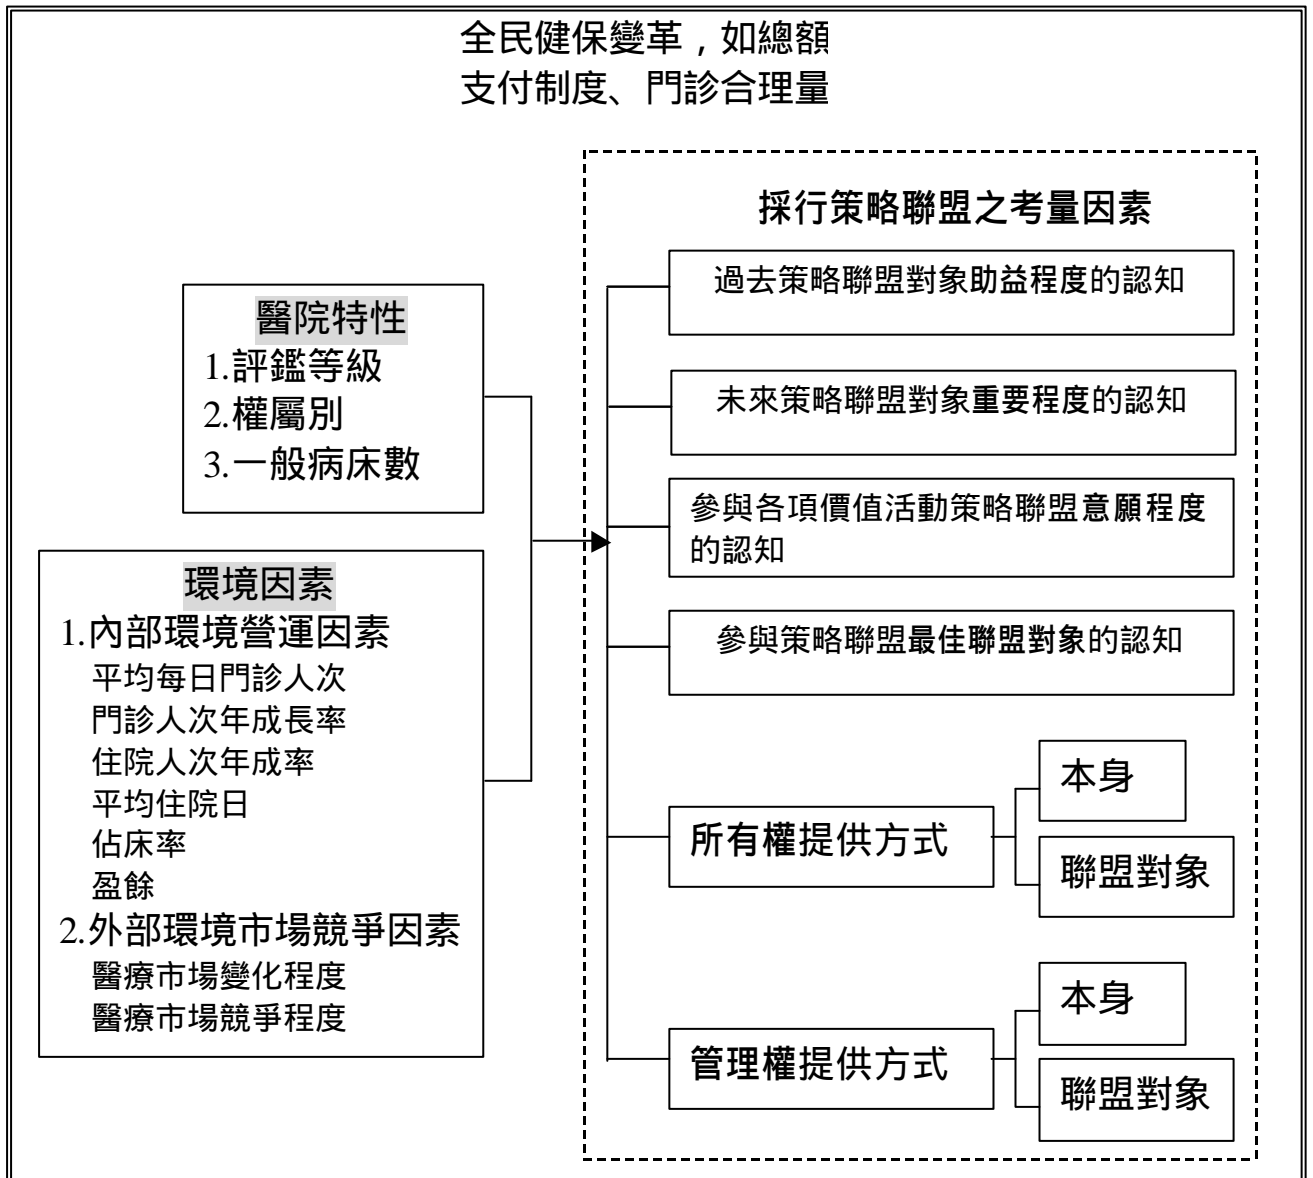 全民健保變革，如總額
支付制度、門診合理量
醫院特性
1.評鑑等級
2.權屬別
3.一般病床數
環境因素
1.內部環境營運因素
平均每日門診人次
門診人次年成長率
住院人次年成率
平均住院日
佔床率
盈餘
2.外部環境市場競爭因素
醫療市場變化程度
醫療市場競爭程度
採行策略聯盟之考量因素
過去策略聯盟對象助益程度的認知
未來策略聯盟對象重要程度的認知
參與各項價值活動策略聯盟意願程度
的認知
參與策略聯盟最佳聯盟對象的認知
所有權提供方式
本身
聯盟對象
管理權提供方式
本身
聯盟對象